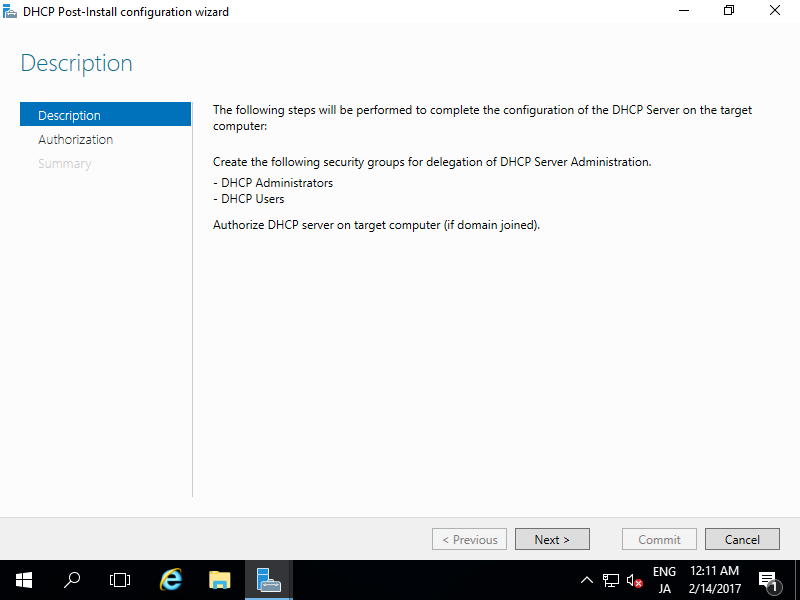 DHCP Post-Install configuration wizard
Description
Description
Authorization
Summary
The following steps will be performed to complete the configuration of the DHCP Server on the target
computer:
Create the following security groups for delegation of DHCP Server Administration.
- DHCP Administrators
- DHCP Users
Authorize DHCP server on target computer (if domain joined).
< Previous
Next >
Commit
Cancel
ENG
JA
12:11 AM
2/14/2017
1